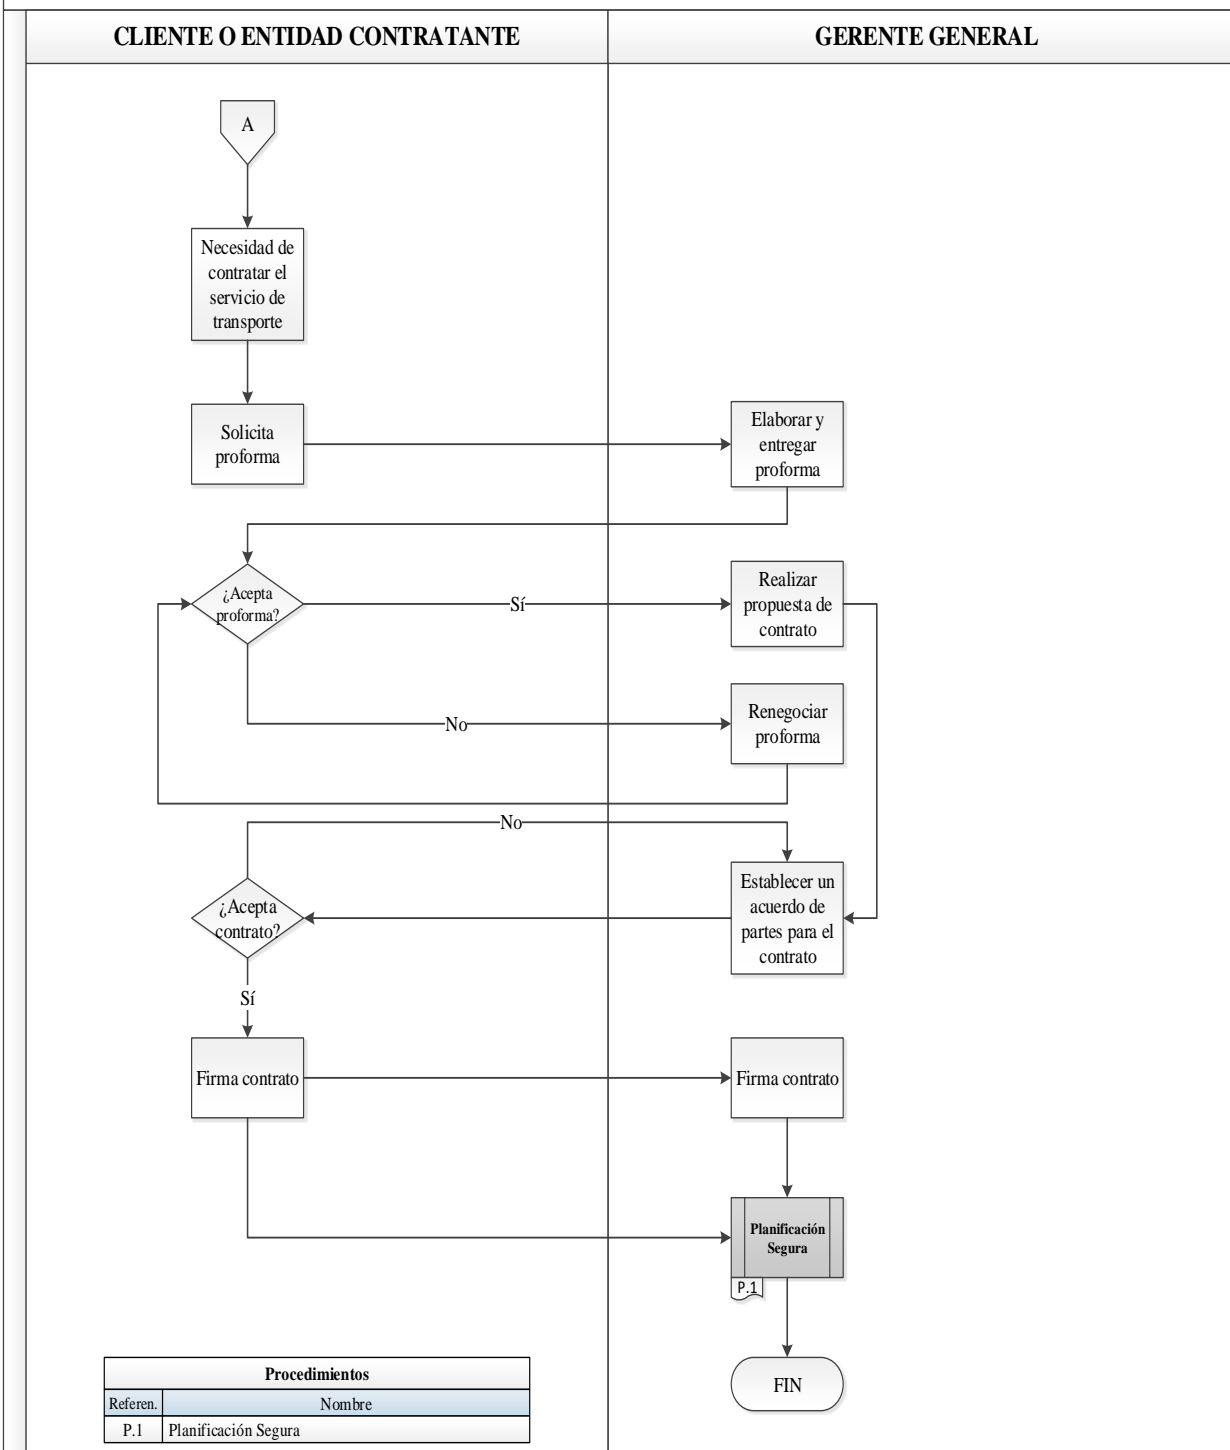 CLIENTE O ENTIDAD CONTRATANTE
GERENTE GENERAL
A
Necesidad de
contratar el
servicio de
transporte
Solicita
proforma
Elaborar y
entregar
proforma
¿Acepta
proforma?
Sí
Realizar
propuesta de
contrato
No
Renegociar
proforma
No
¿Acepta
contrato?
Establecer un
acuerdo de
partes para el
contrato
Sí
Firma contrato
Firma contrato
Planificación
Segura
P.1
FIN
Procedimientos
Referen. Nombre
P.1 Planificación Segura